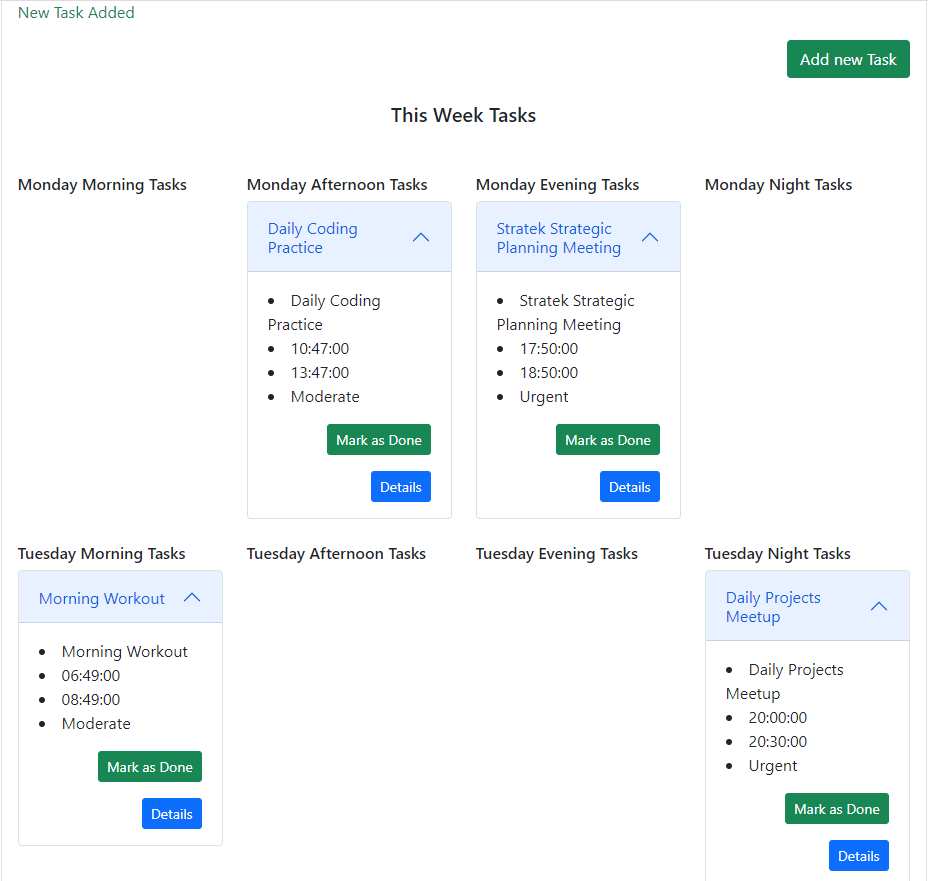 New Task Added
Add new Task
This Week Tasks
Monday Morning Tasks
Monday Afternoon Tasks
Daily Coding
Practice
• Daily Coding
Practice
• 10:47:00
• 13:47:00
• Moderate
Mark as Done
Details
Monday Evening Tasks
Stratek Strategic
Planning Meeting
• Stratek Strategic
Planning Meeting
• 17:50:00
• 18:50:00
• Urgent
Mark as Done
Details
Monday Night Tasks
Tuesday Morning Tasks
Morning Workout
• Morning Workout
• 06:49:00
• 08:49:00
• Moderate
Mark as Done
Details
Tuesday Afternoon Tasks
Tuesday Evening Tasks
Tuesday Night Tasks
Daily Projects
Meetup
• Daily Projects
Meetup
• 20:00:00
• 20:30:00
• Urgent
Mark as Done
Details